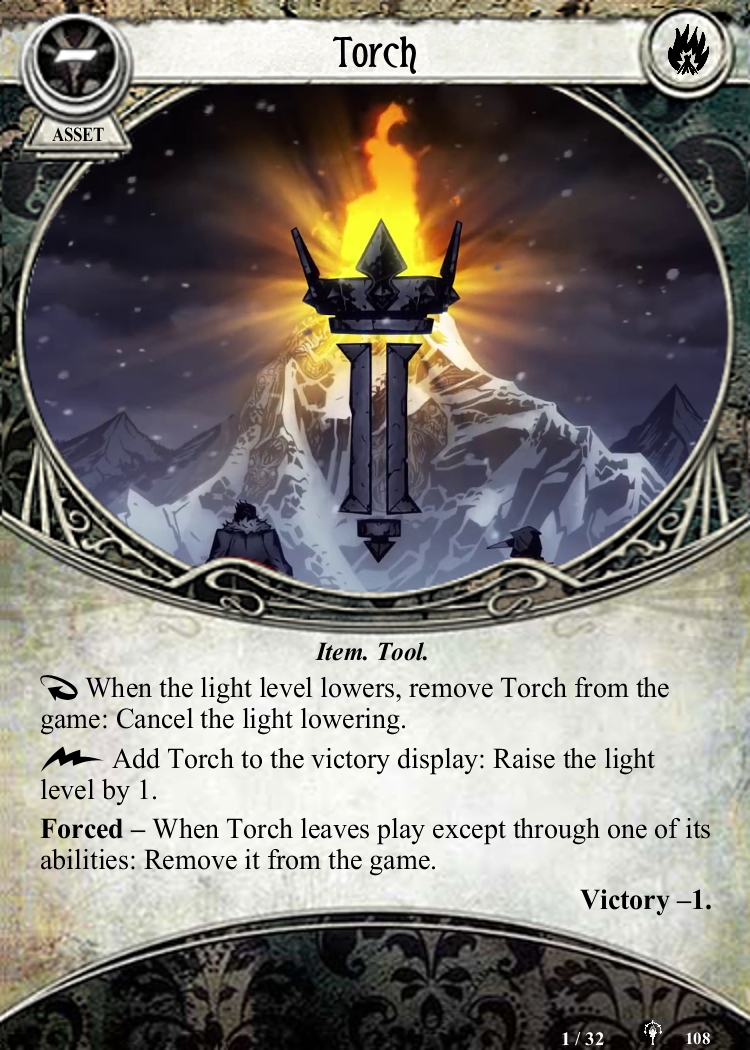 Torch
ASSET
Item. Tool.
When the light level lowers, remove Torch from the
game: Cancel the light lowering.
Add Torch to the victory display: Raise the light
level by 1.
Forced – When Torch leaves play except through one of its
abilities: Remove it from the game.
Victory –1.
1 / 32 108